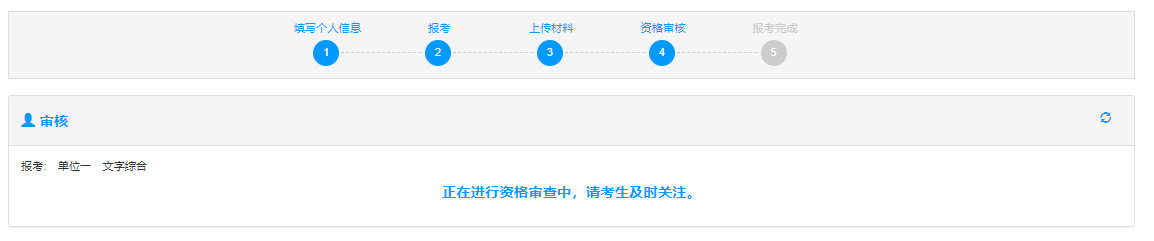 填写个人信息 报考 上传材料 资格审核 报考完成
1 2 3 4 5
审核
报考: 单位一 文字综合
正在进行资格审查中，请考生及时关注。